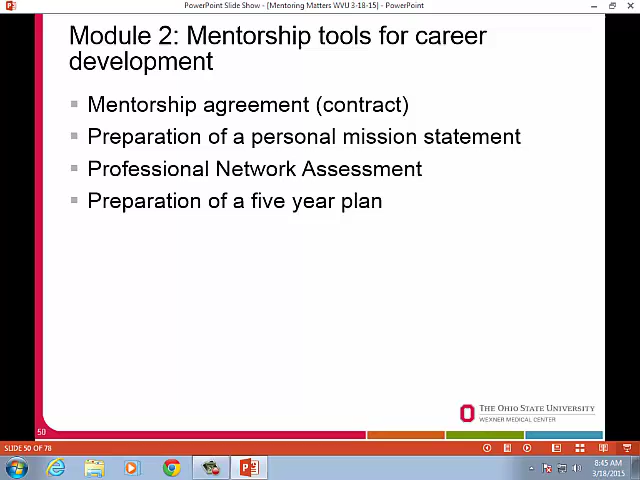 PowerPoint Slide Show - [Mentoring Matters WVU 3-18-15] - PowerPoint
Module 2: Mentorship tools for career
development
Mentorship agreement (contract)
Preparation of a personal mission statement
Professional Network Assessment
Preparation of a five year plan
THE OHIO STATE UNIVERSITY
WEXNER MEDICAL CENTER
50
SLIDE 50 OF 78
8:45 AM
3/18/2015